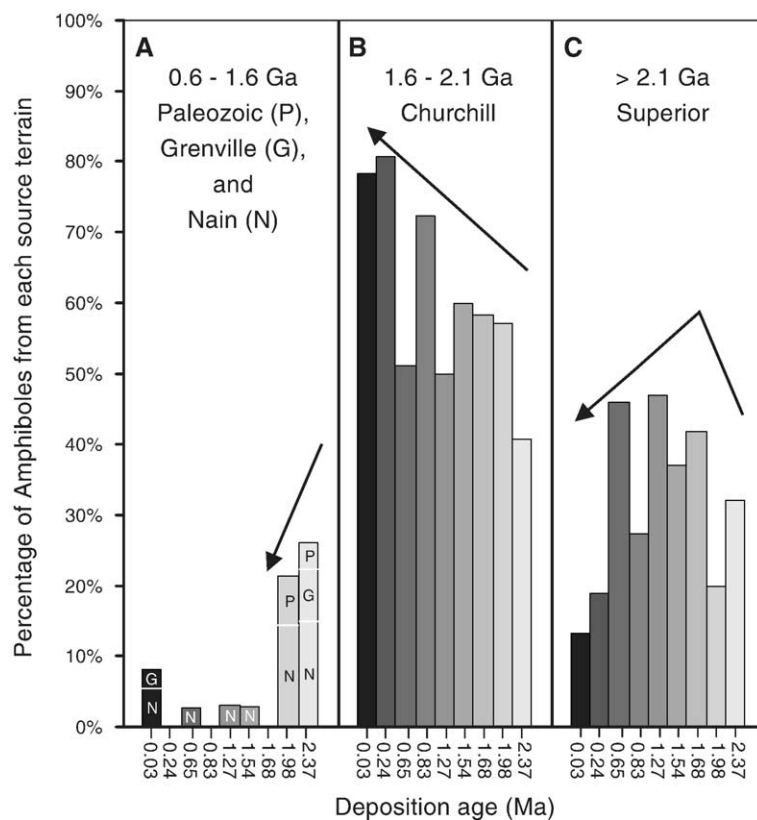 Percentage of Amphiboles from each source terrain
100%
90%
80%
70%
60%
50%
40%
30%
20%
10%
0%
A
0.6 - 1.6 Ga
Paleozoic (P),
Grenville (G),
and
Nain (N)
G
N
N
N
N
P
N
P
G
N
0.03
0.24
0.65
0.83
1.27
1.54
1.68
1.98
2.37
B
1.6 - 2.1 Ga
Churchill
0.03
0.24
0.65
0.83
1.27
1.54
1.68
1.98
2.37
C
> 2.1 Ga
Superior
0.03
0.24
0.65
0.83
1.27
1.54
1.68
1.98
2.37
Deposition age (Ma)